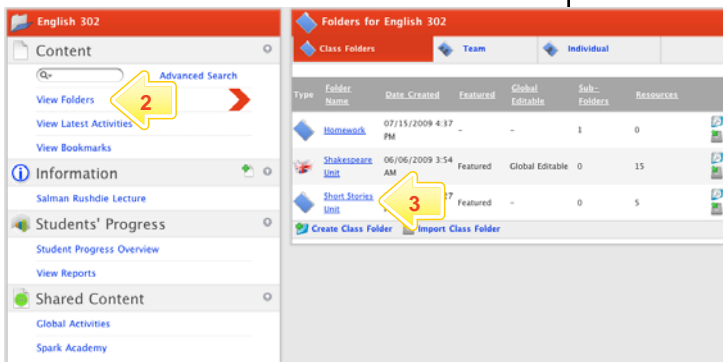 English 302
Content
Advanced Search
View Folders
2
View Latest Activities
View Bookmarks
Information
Salman Rushdie Lecture
Students' Progress
Student Progress Overview
View Reports
Shared Content
Global Activities
Spark Academy
Folders for English 302
Class Folders Team Individual
Type Folder Name Date Created Featured Global Editable Sub-Folders Resources
Homework 07/15/2009 4:37 PM - - 1 0
Shakespeare Unit 06/06/2009 3:54 AM Featured Global Editable 0 15
Short Stories Unit 3 27 Featured - 0 5
Create Class Folder Import Class Folder